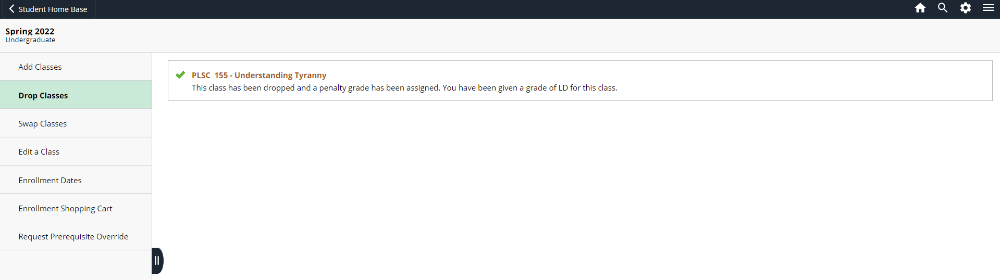 Student Home Base
Spring 2022
Undergraduate
Add Classes
Drop Classes
Swap Classes
Edit a Class
Enrollment Dates
Enrollment Shopping Cart
Request Prerequisite Override
PLSC 155 - Understanding Tyranny
This class has been dropped and a penalty grade has been assigned. You have been given a grade of LD for this class.